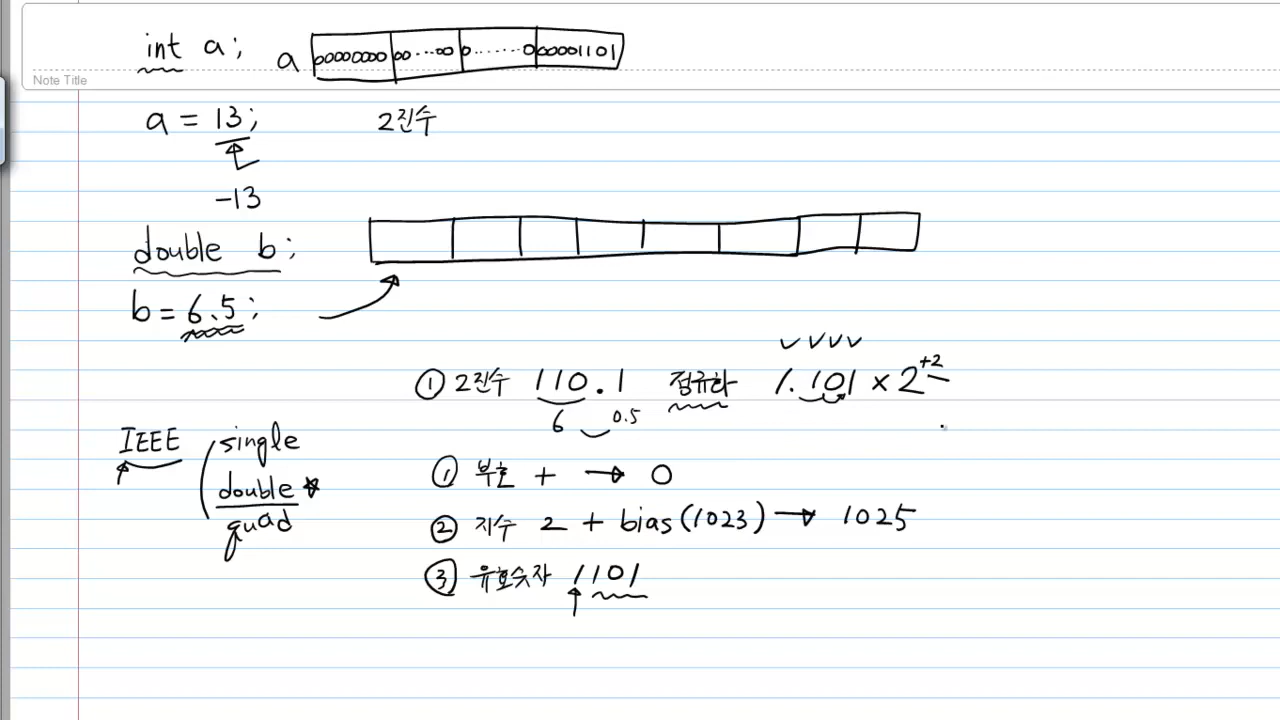 int a;
a 00000000 00...00 0.......0 00001101
Note Title
a = 13;
2진수
-13
double b;
b = 6.5;
① 2진수 110.1 정규화 1.101 × 2^+2
6 0.5
IEEE single
double
quad
① 부호 + → 0
② 지수 2 + bias(1023) → 1025
③ 유효숫자 1101